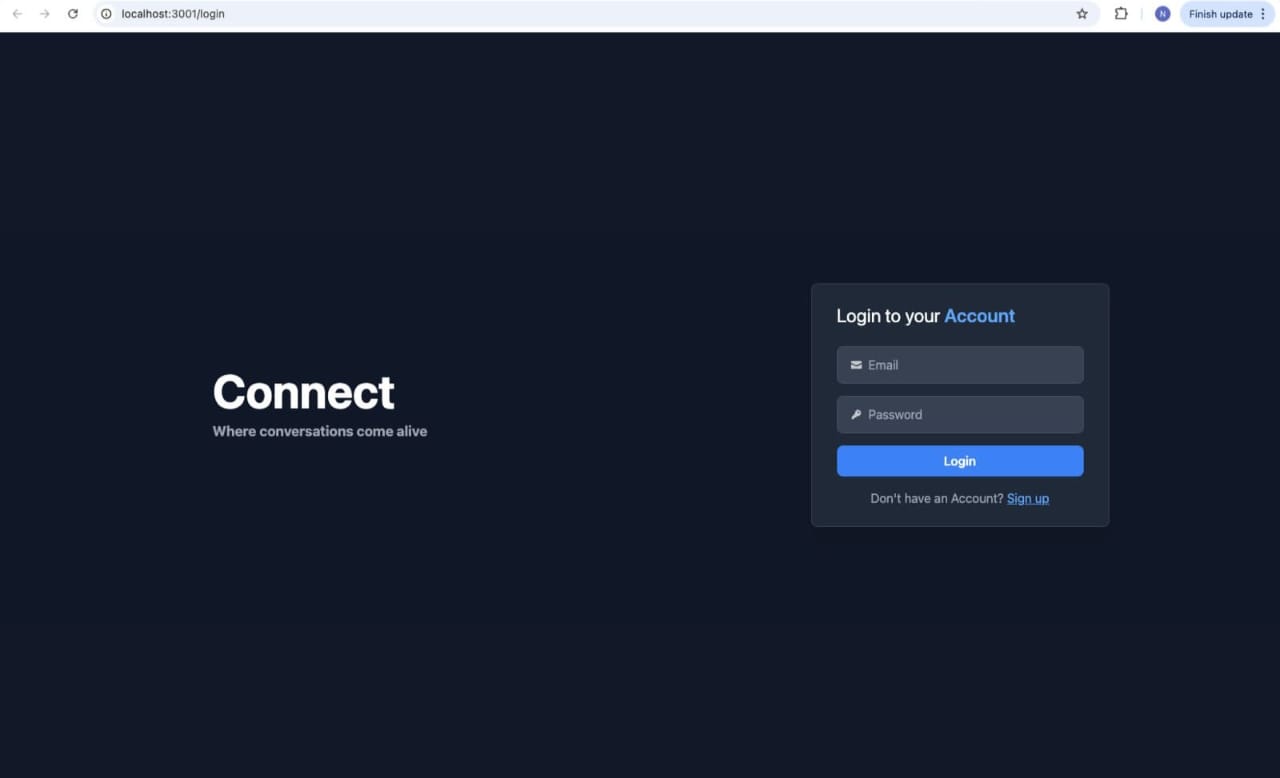 localhost:3001/login
N
Finish update
Connect
Where conversations come alive
Login to your Account
Email
Password
Login
Don't have an Account? Sign up